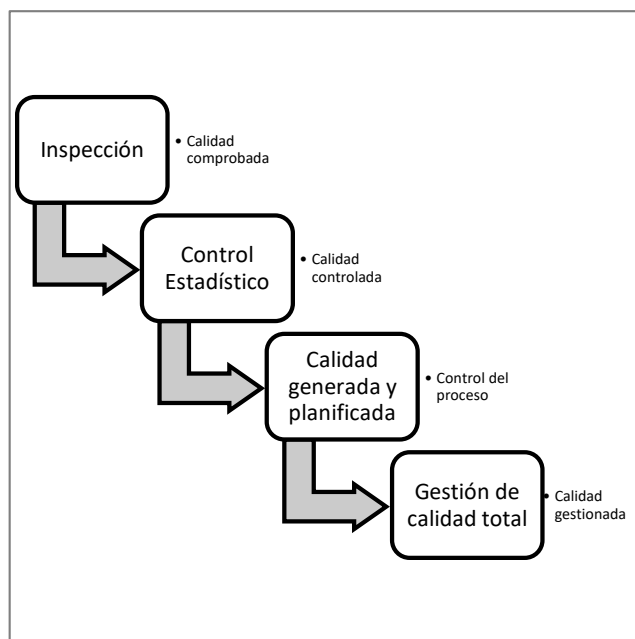 Inspección
• Calidad
comprobada
Control
Estadístico
• Calidad
controlada
Calidad
generada y
planificada
• Control del
proceso
Gestión de
calidad total
• Calidad
gestionada